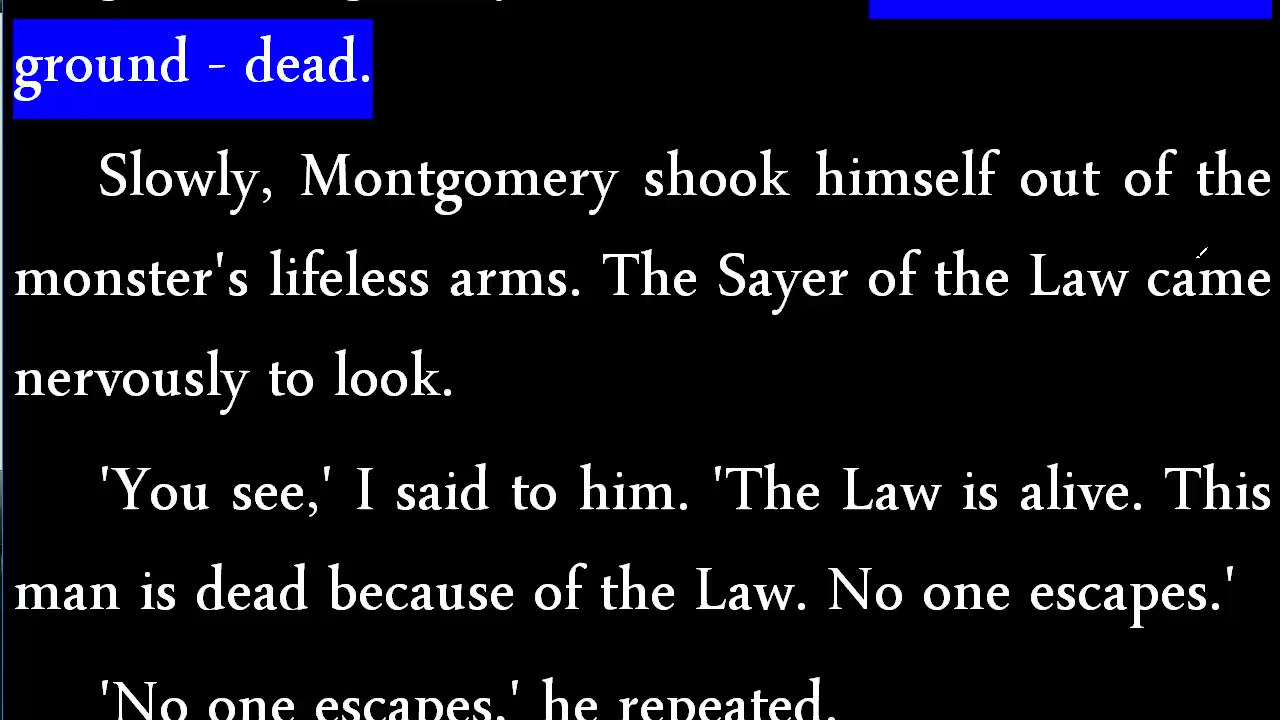 ground - dead.
Slowly, Montgomery shook himself out of the
monster's lifeless arms. The Sayer of the Law came
nervously to look.
'You see,' I said to him. 'The Law is alive. This
man is dead because of the Law. No one escapes.'
'No one escapes,' he repeated.